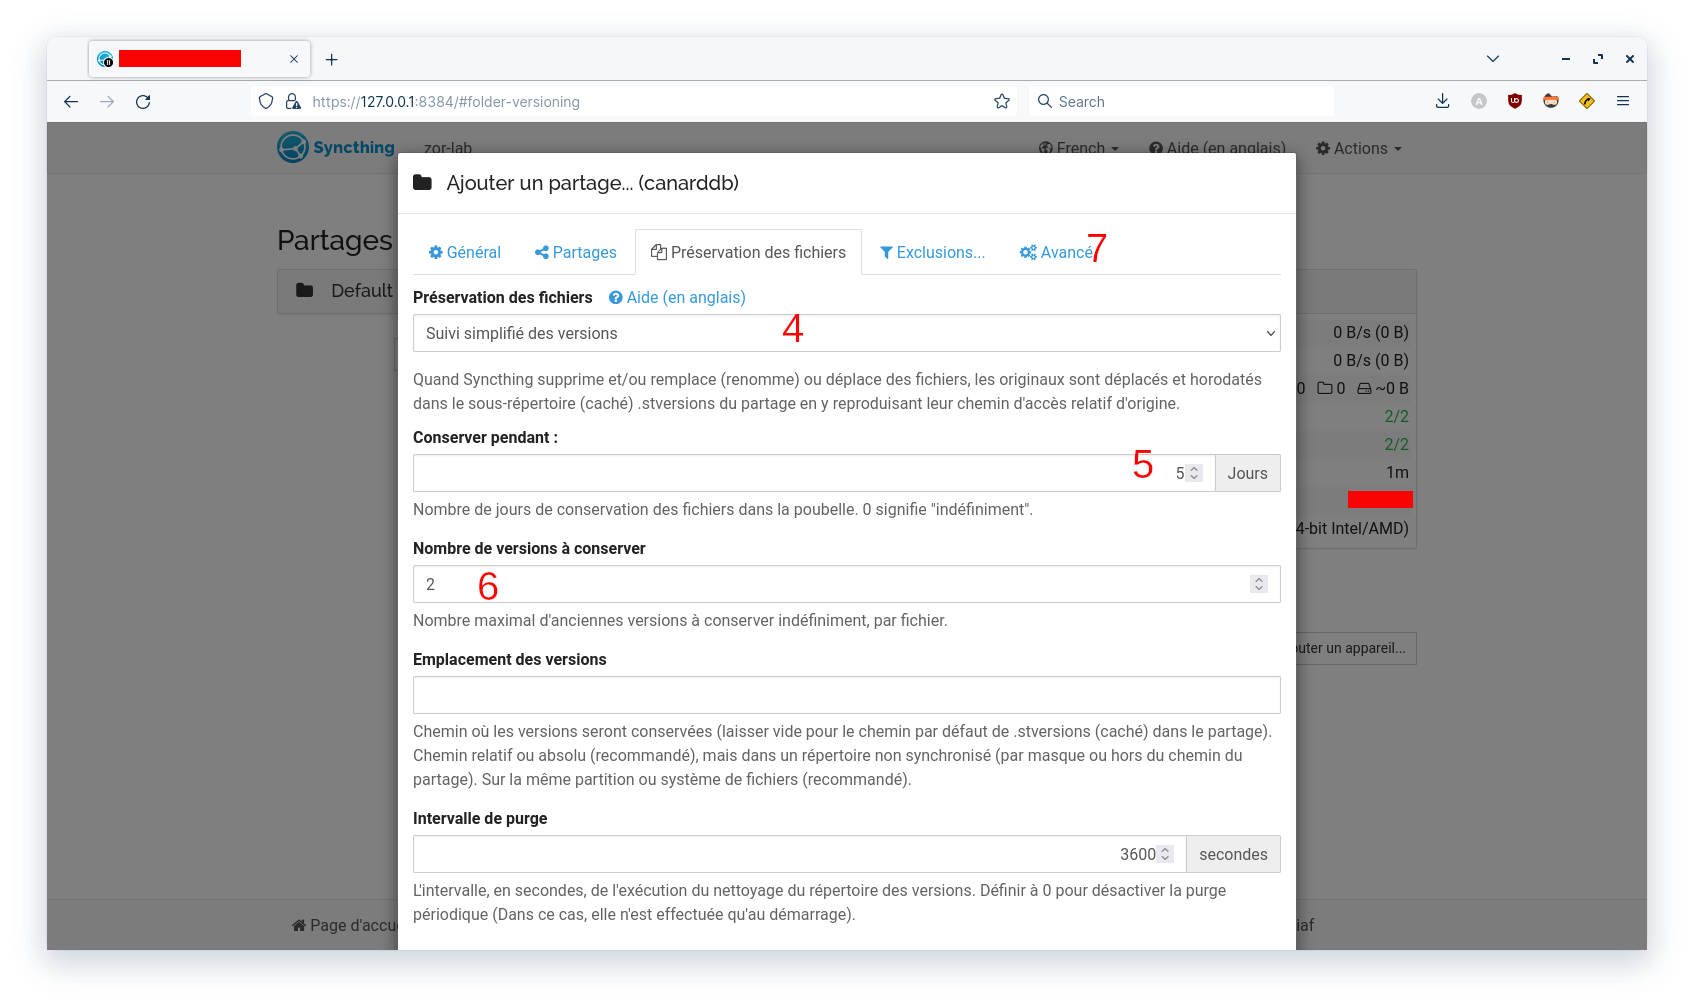 https://127.0.0.1:8384/#folder-versioning
Search
Syncthing
zor-lab
French
Aide (en anglais)
Actions
Ajouter un partage... (canarddb)
Partages
Général
Partages
Préservation des fichiers
Exclusions...
Avancé
7
Default
Préservation des fichiers
Aide (en anglais)
Suivi simplifié des versions
4
0 B/s (0 B)
0 B/s (0 B)
0
0
~0 B
Quand Syncthing supprime et/ou remplace (renomme) ou déplace des fichiers, les originaux sont déplacés et horodatés
dans le sous-répertoire (caché) .stversions du partage en y reproduisant leur chemin d'accès relatif d'origine.
2/2
2/2
Conserver pendant :
5
5
Jours
1m
Nombre de jours de conservation des fichiers dans la poubelle. 0 signifie "indéfiniment".
4-bit Intel/AMD)
Nombre de versions à conserver
2
6
Nombre maximal d'anciennes versions à conserver indéfiniment, par fichier.
outer un appareil...
Emplacement des versions
Chemin où les versions seront conservées (laisser vide pour le chemin par défaut de .stversions (caché) dans le partage).
Chemin relatif ou absolu (recommandé), mais dans un répertoire non synchronisé (par masque ou hors du chemin du
partage). Sur la même partition ou système de fichiers (recommandé).
Intervalle de purge
3600
secondes
L'intervalle, en secondes, de l'exécution du nettoyage du répertoire des versions. Définir à 0 pour désactiver la purge
périodique (Dans ce cas, elle n'est effectuée qu'au démarrage).
Page d'accu
iaf